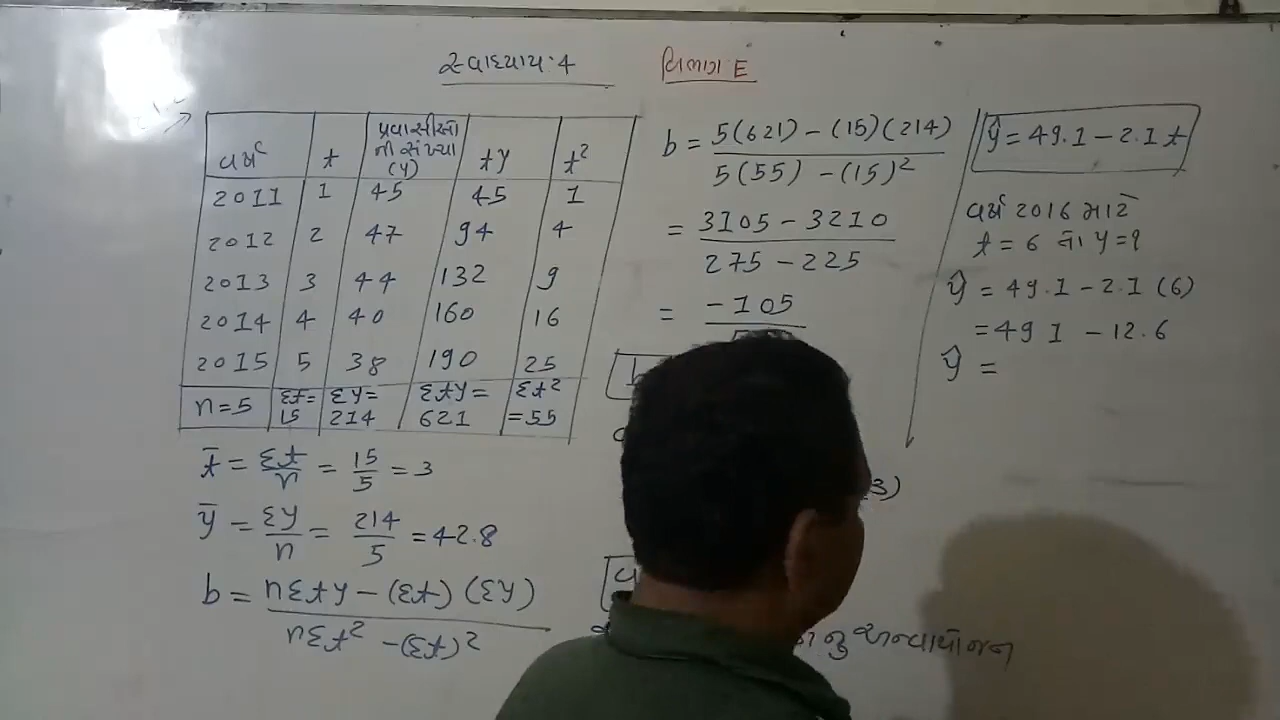 સ્વાધ્યાય:4
વિભાગ E
વર્ષ t પ્રવાસીઓની સંખ્યા (y) ty t²
2011 1 45 45 1
2012 2 47 94 4
2013 3 44 132 9
2014 4 40 160 16
2015 5 38 190 25
n=5 Σt=15 Σy=214 Σty=621 Σt²=55
t̄ = Σt/n = 15/5 = 3
ȳ = Σy/n = 214/5 = 42.8
b = nΣty-(Σt)(Σy) / nΣt²-(Σt)²
b = 5(621)-(15)(214) / 5(55)-(15)²
= 3105-3210 / 275-225
= -105
3)
અન્વાયોજન
ŷ=49.1-2.1t
વર્ષ 2016 માટે
t=6 ના y=?
ŷ = 49.1-2.1(6)
=49 1 -12.6
ŷ =